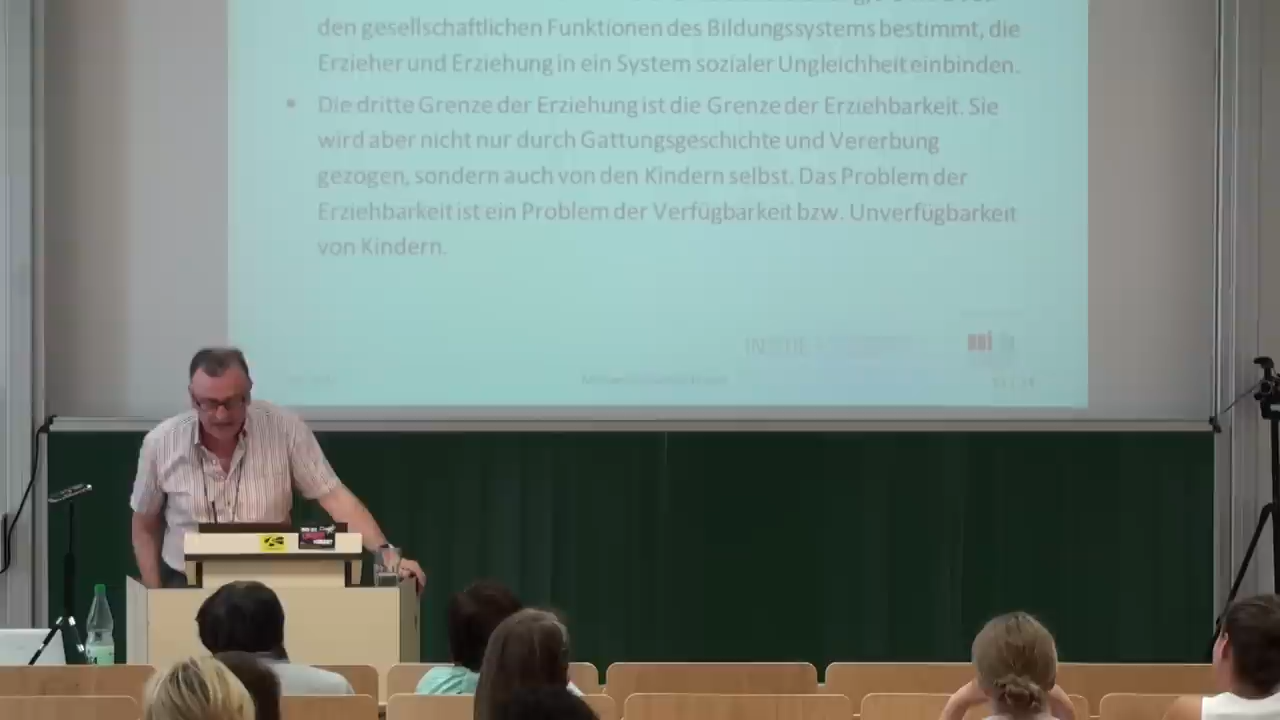 den gesellschaftlichen Funktionen des Bildungssystems bestimmt, die
Erzieher und Erziehung in ein System sozialer Ungleichheit einbinden.
• Die dritte Grenze der Erziehung ist die Grenze der Erziehbarkeit. Sie
wird aber nicht nur durch Gattungsgeschichte und Vererbung
gezogen, sondern auch von den Kindern selbst. Das Problem der
Erziehbarkeit ist ein Problem der Verfügbarkeit bzw. Unverfügbarkeit
von Kindern.